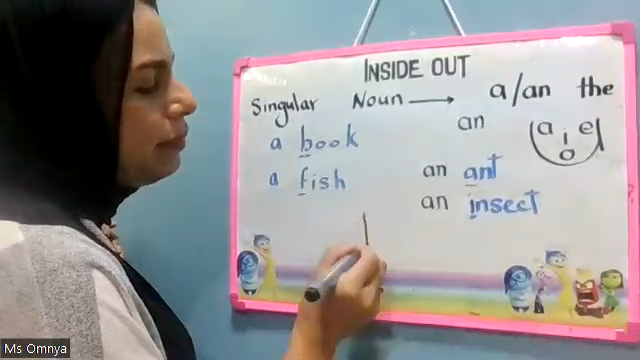 INSIDE OUT
Singular Noun → a/an the
an a i e o
a book
a fish
an ant
an insect
Ms Omnya